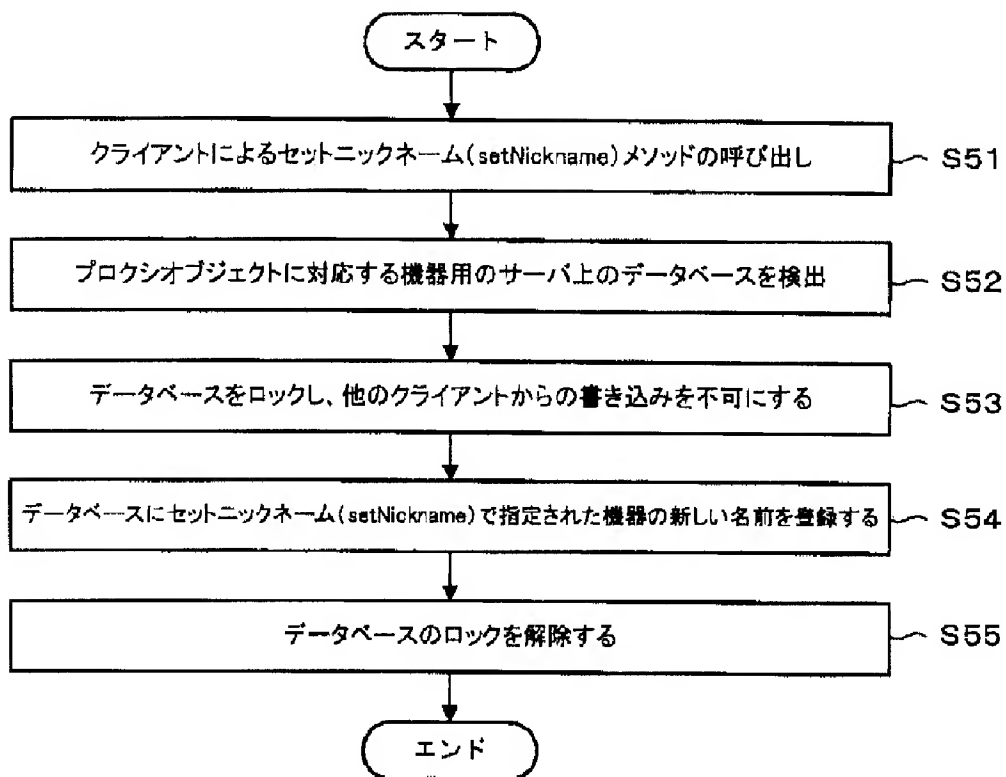 スタート
クライアントによるセットニックネーム(setNickname)メソッドの呼び出し
S51
プロクシオブジェクトに対応する機器用のサーバ上のデータベースを検出
S52
データベースをロックし、他のクライアントからの書き込みを不可にする
S53
データベースにセットニックネーム(setNickname)で指定された機器の新しい名前を登録する
S54
データベースのロックを解除する
S55
エンド